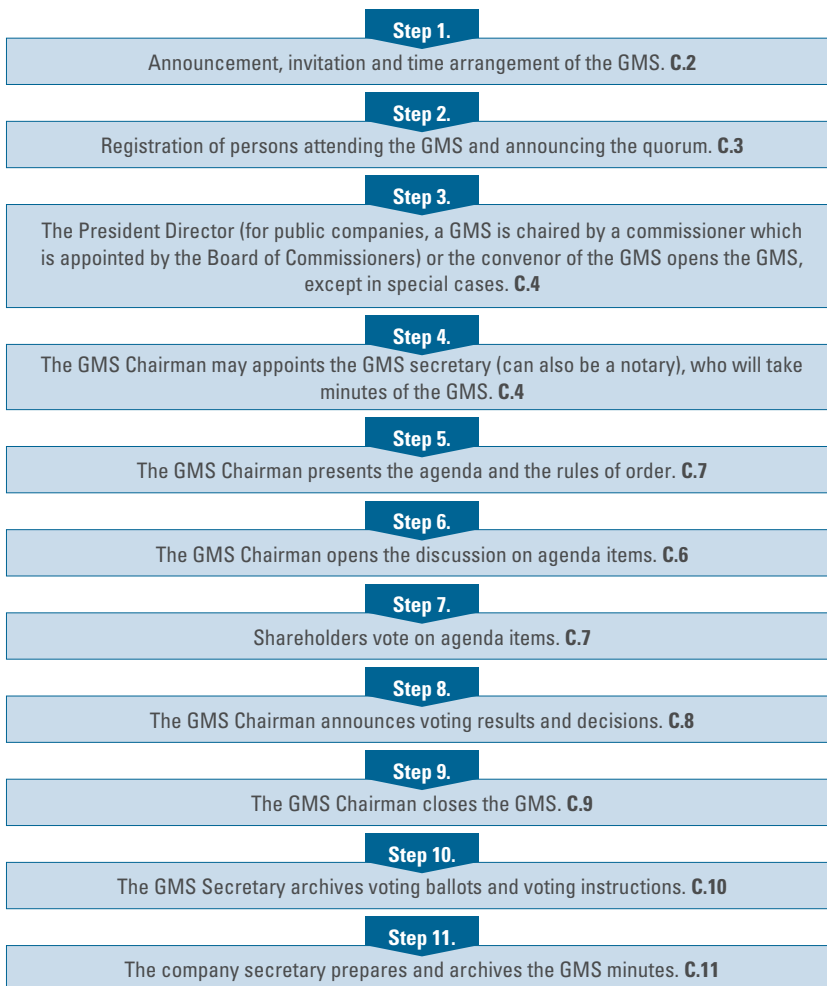 Step 1.
Announcement, invitation and time arrangement of the GMS. C.2
Step 2.
Registration of persons attending the GMS and announcing the quorum. C.3
Step 3.
The President Director (for public companies, a GMS is chaired by a commissioner which
is appointed by the Board of Commissioners) or the convenor of the GMS opens the GMS,
except in special cases. C.4
Step 4.
The GMS Chairman may appoints the GMS secretary (can also be a notary), who will take
minutes of the GMS. C.4
Step 5.
The GMS Chairman presents the agenda and the rules of order. C.7
Step 6.
The GMS Chairman opens the discussion on agenda items. C.6
Step 7.
Shareholders vote on agenda items. C.7
Step 8.
The GMS Chairman announces voting results and decisions. C.8
Step 9.
The GMS Chairman closes the GMS. C.9
Step 10.
The GMS Secretary archives voting ballots and voting instructions. C.10
Step 11.
The company secretary prepares and archives the GMS minutes. C.11